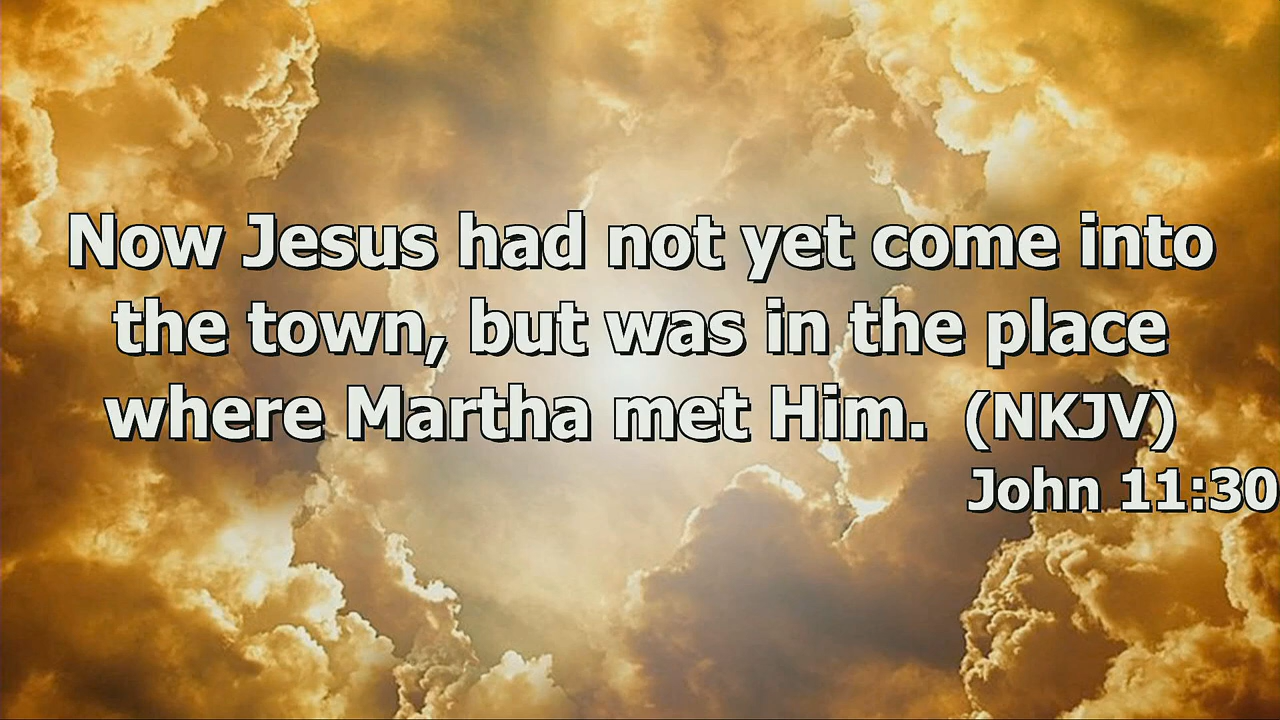 Now Jesus had not yet come into
the town, but was in the place
where Martha met Him. (NKJV)
John 11:30